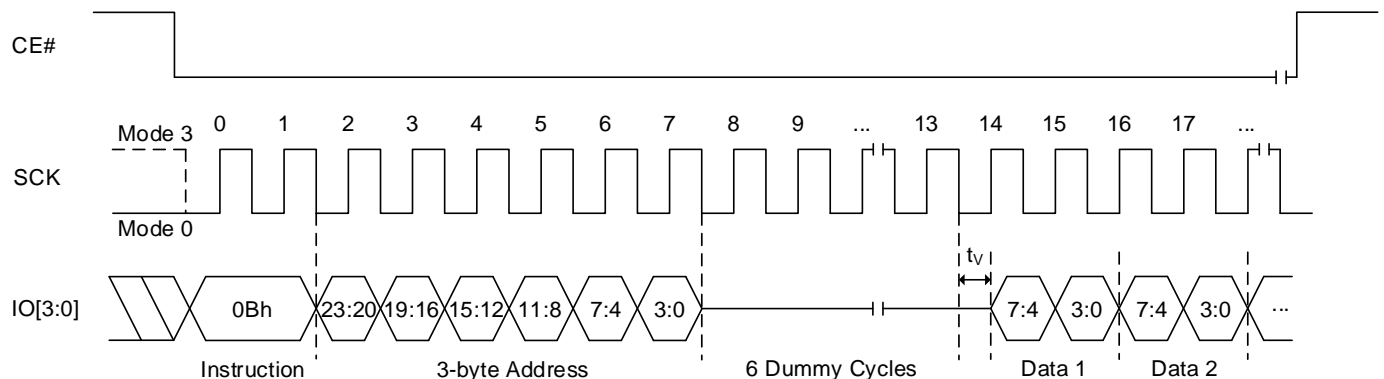 CE#
0 1 2 3 4 5 6 7 8 9 ... 13 14 15 16 17 ...
Mode 3
SCK
Mode 0
tV
IO[3:0] 0Bh 23:20 19:16 15:12 11:8 7:4 3:0 7:4 3:0 7:4 3:0 ...
Instruction 3-byte Address 6 Dummy Cycles Data 1 Data 2